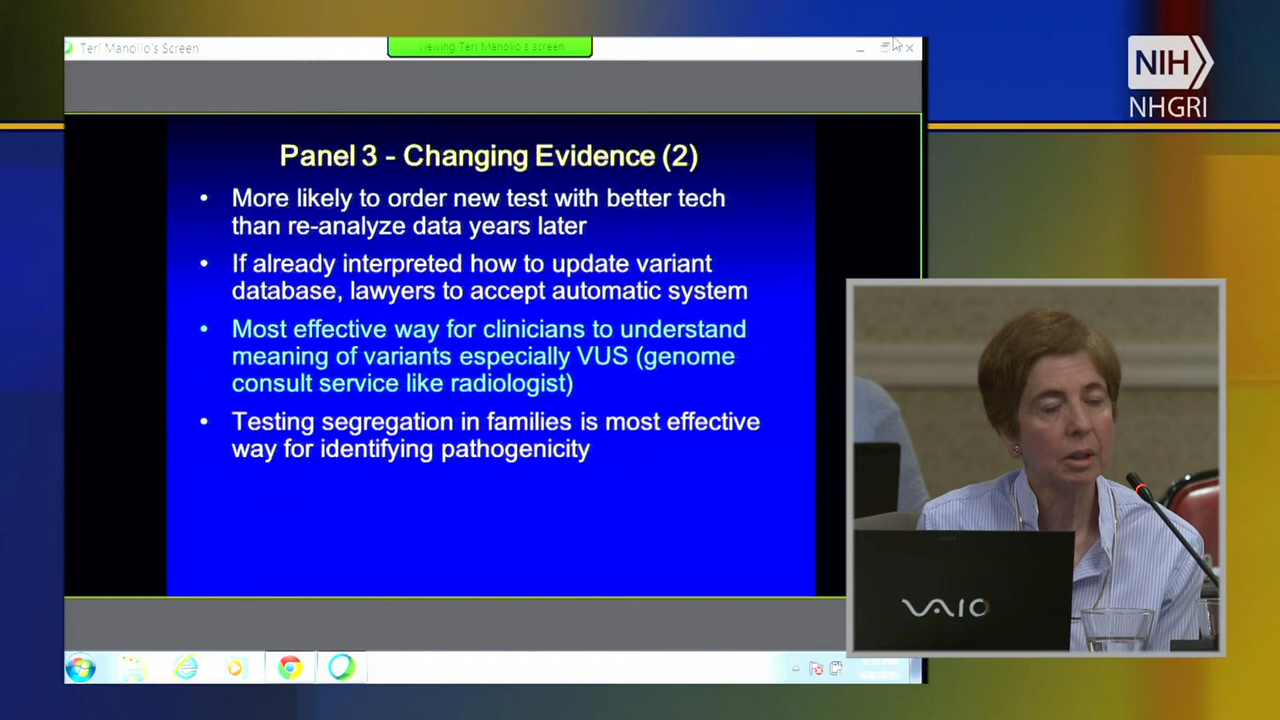 Teri Manolio's Screen
viewing Teri Manolio's screen
NIH
NHGRI
Panel 3 - Changing Evidence (2)
• More likely to order new test with better tech
than re-analyze data years later
• If already interpreted how to update variant
database, lawyers to accept automatic system
• Most effective way for clinicians to understand
meaning of variants especially VUS (genome
consult service like radiologist)
• Testing segregation in families is most effective
way for identifying pathogenicity
VAIO